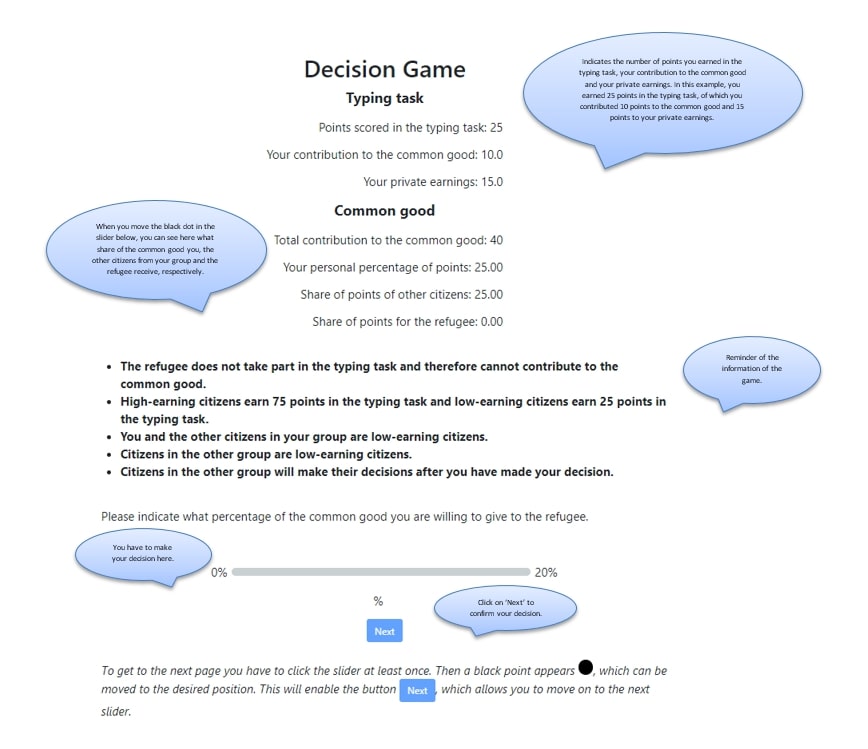 Decision Game
Typing task
Indicates the number of points you earned in the
typing task, your contribution to the common good
and your private earnings. In this example, you
earned 25 points in the typing task, of which you
contributed 10 points to the common good and 15
points to your private earnings.
Points scored in the typing task: 25
Your contribution to the common good: 10.0
Your private earnings: 15.0
Common good
When you move the black dot in the
slider below, you can see here what
share of the common good you, the
other citizens from your group and the
refugee receive, respectively.
Total contribution to the common good: 40
Your personal percentage of points: 25.00
Share of points of other citizens: 25.00
Share of points for the refugee: 0.00
Reminder of the
information of the
game.
• The refugee does not take part in the typing task and therefore cannot contribute to the
common good.
• High-earning citizens earn 75 points in the typing task and low-earning citizens earn 25 points in
the typing task.
• You and the other citizens in your group are low-earning citizens.
• Citizens in the other group are low-earning citizens.
• Citizens in the other group will make their decisions after you have made your decision.
Please indicate what percentage of the common good you are willing to give to the refugee.
You have to make
your decision here.
0% 20%
%
Click on 'Next' to
confirm your decision.
Next
To get to the next page you have to click the slider at least once. Then a black point appears , which can be
moved to the desired position. This will enable the button Next , which allows you to move on to the next
slider.